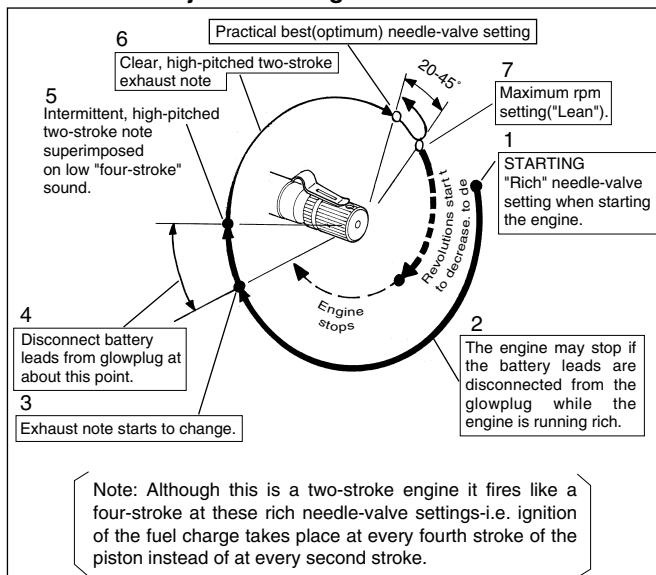 6
Practical best(optimum) needle-valve setting
Clear, high-pitched two-stroke
exhaust note
20-45°
7
Maximum rpm
setting("Lean").
5
Intermittent, high-pitched
two-stroke note
superimposed
on low "four-stroke"
sound.
1
STARTING
"Rich" needle-valve
setting when starting
the engine.
Revolutions start t
to decrease. to de
Engine
stops
4
Disconnect battery
leads from glowplug at
about this point.
2
The engine may stop if
the battery leads are
disconnected from the
glowplug while the
engine is running rich.
3
Exhaust note starts to change.
Note: Although this is a two-stroke engine it fires like a
four-stroke at these rich needle-valve settings-i.e. ignition
of the fuel charge takes place at every fourth stroke of the
piston instead of at every second stroke.